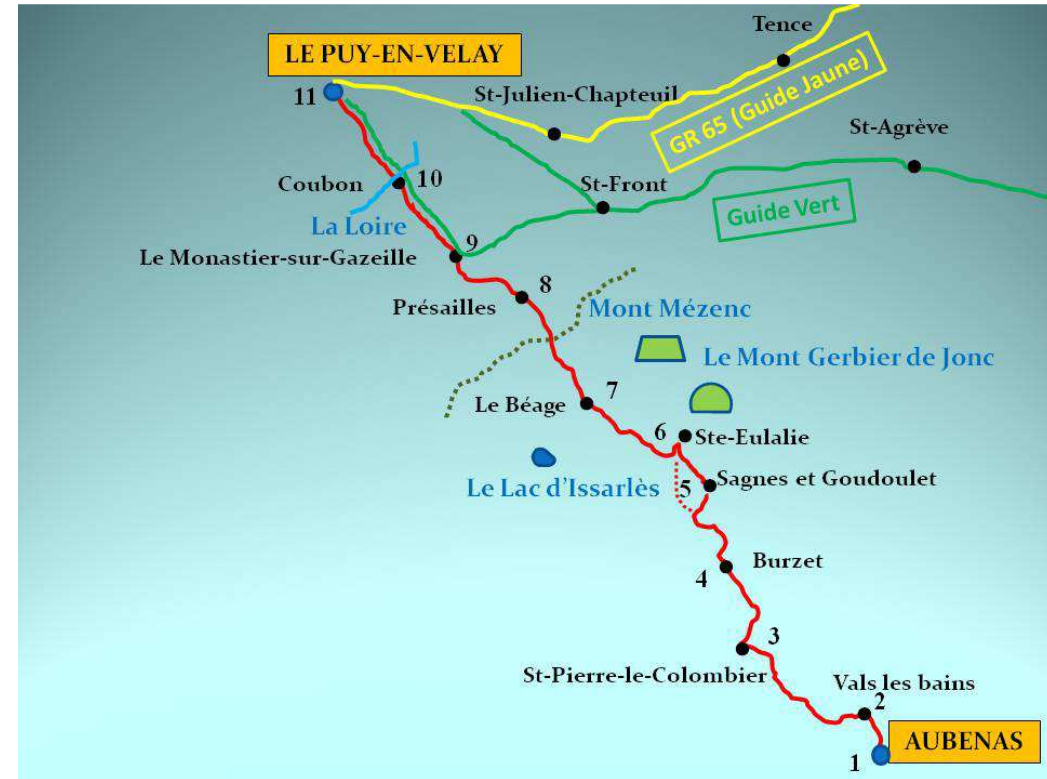 Tence
LE PUY-EN-VELAY
11
St-Julien-Chapteuil
GR 65 (Guide Jaune)
St-Agrève
Coubon
10
St-Front
Guide Vert
La Loire
9
Le Monastier-sur-Gazeille
8
Présailles
Mont Mézenc
Le Mont Gerbier de Jonc
7
Le Béage
6
Ste-Eulalie
Le Lac d'Issarlès
5
Sagnes et Goudoulet
Burzet
4
3
St-Pierre-le-Colombier
Vals les bains
2
AUBENAS
1